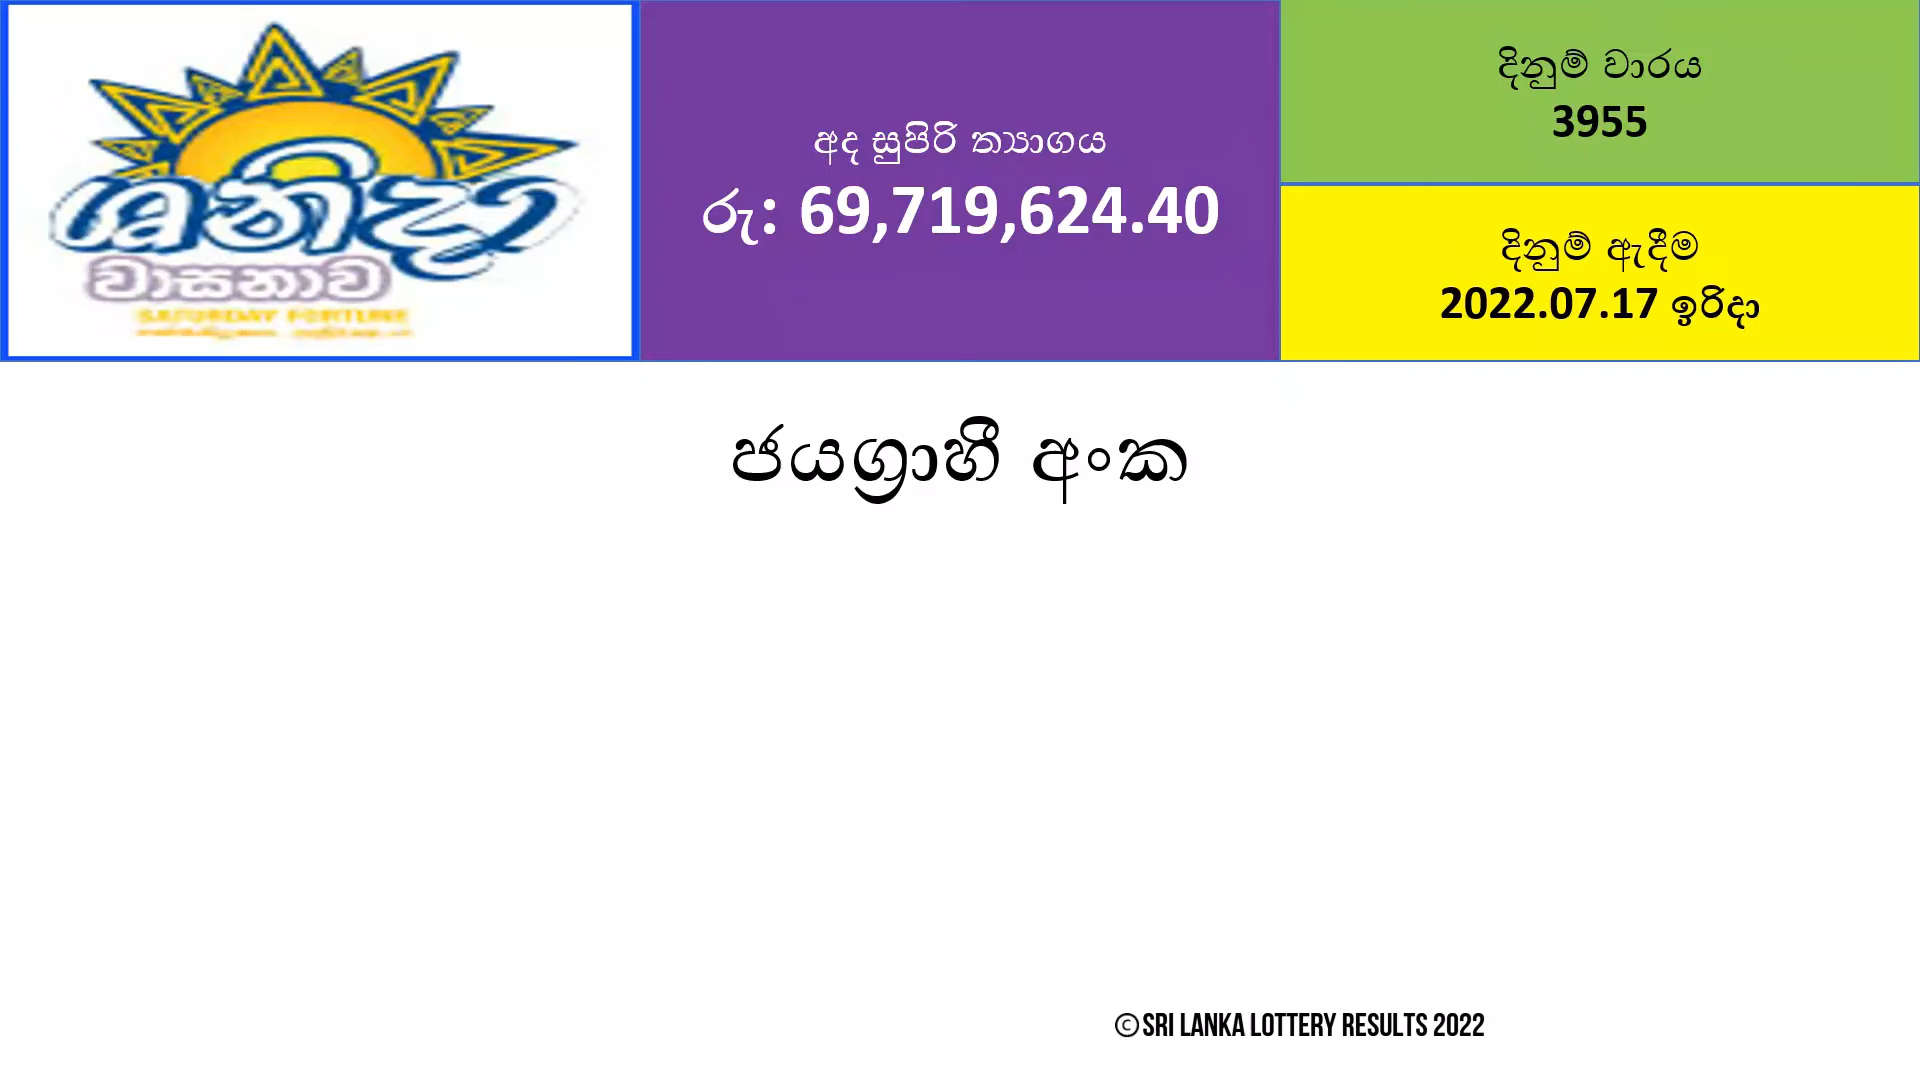 ශනිදා
වාසනාව
SATURDAY FORTUNE
අද සුපිරි ත්‍යාගය
රු: 69,719,624.40
දිනුම් වාරය
3955
දිනුම් ඇදීම
2022.07.17 ඉරිදා
ජයග්‍රාහී අංක
©SRI LANKA LOTTERY RESULTS 2022